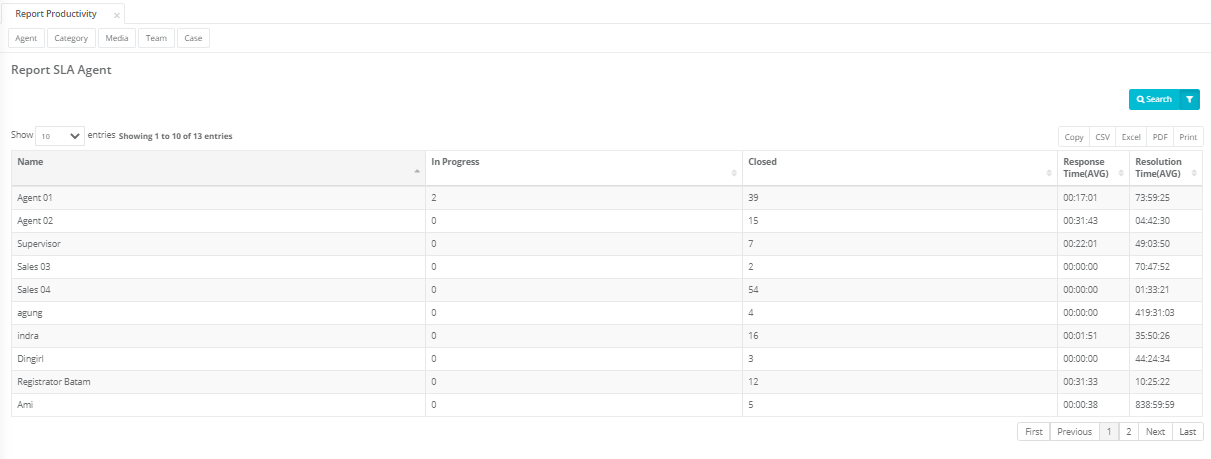 Report Productivity ×
Agent Category Media Team Case
Report SLA Agent
Search
Show 10 entries Showing 1 to 10 of 13 entries
Copy CSV Excel PDF Print
Name In Progress Closed Response Time(AVG) Resolution Time(AVG)
Agent 01 2 39 00:17:01 73:59:25
Agent 02 0 15 00:31:43 04:42:30
Supervisor 0 7 00:22:01 49:03:50
Sales 03 0 2 00:00:00 70:47:52
Sales 04 0 54 00:00:00 01:33:21
agung 0 4 00:00:00 419:31:03
indra 0 16 00:01:51 35:50:26
Dingirl 0 3 00:00:00 44:24:34
Registrator Batam 0 12 00:31:33 10:25:22
Ami 0 5 00:00:38 838:59:59
First Previous 1 2 Next Last